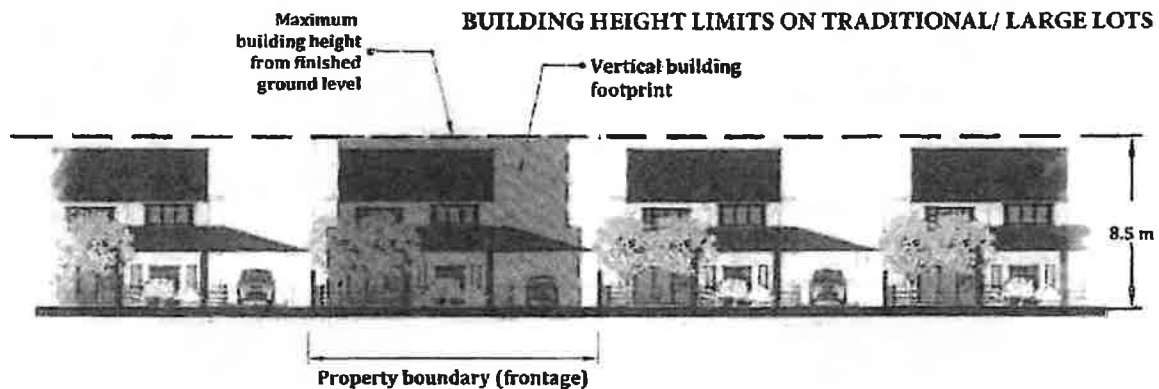 BUILDING HEIGHT LIMITS ON TRADITIONAL/ LARGE LOTS
Maximum
building height
from finished
ground level
Vertical building
footprint
8.5 m
Property boundary (frontage)